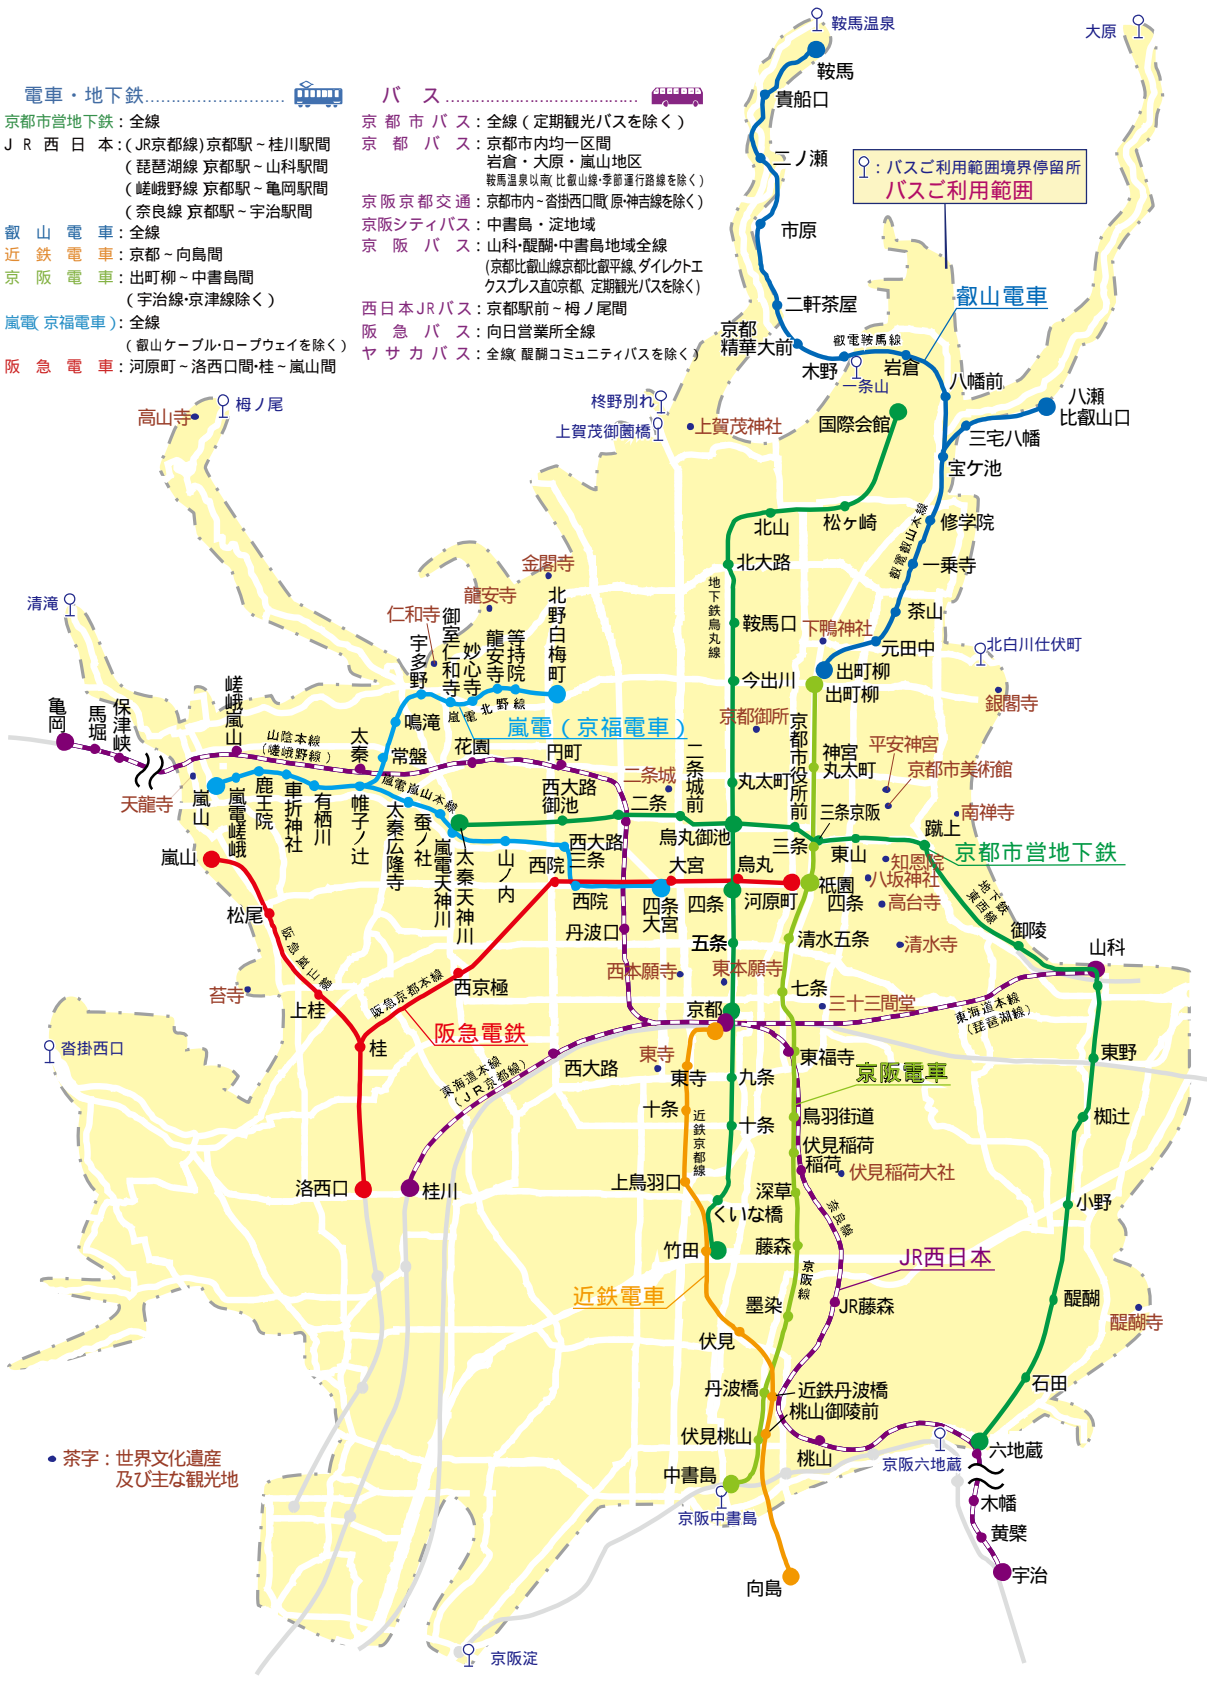 電車・地下鉄
京都市営地下鉄：全線
ＪＲ西日本：(JR京都線)京都駅～桂川駅間
(琵琶湖線)京都駅～山科駅間
(嵯峨野線)京都駅～亀岡駅間
(奈良線)京都駅～宇治駅間
叡山電車：全線
近鉄電車：京都～向島間
京阪電車：出町柳～中書島間
(宇治線・京津線除く)
嵐電(京福電車)：全線
(叡山ケーブル・ロープウェイを除く)
阪急電車：河原町～洛西口間・桂～嵐山間
バス
京都市バス：全線(定期観光バスを除く)
京都バス：京都市内均一区間
岩倉・大原・嵐山地区
鞍馬温泉以南(比叡山線・季節運行路線を除く)
京阪京都交通：京都市内～沓掛西口間(原・神吉線を除く)
京阪シティバス：中書島・淀地域
京阪バス：山科・醍醐・中書島地域全線
(京都比叡山線、京都比叡平線、ダイレクトエ
クスプレス直Q京都、定期観光バスを除く)
西日本JRバス：京都駅前～栂ノ尾間
阪急バス：向日営業所全線
ヤサカバス：全線(醍醐コミュニティバスを除く)
：バスご利用範囲境界停留所
バスご利用範囲
鞍馬温泉
大原
鞍馬
貴船口
二ノ瀬
市原
二軒茶屋
京都
精華大前
叡電鞍馬線
木野
岩倉
一条山
叡山電車
八幡前
八瀬
比叡山口
三宅八幡
宝ケ池
叡電叡山本線
修学院
一乗寺
茶山
元田中
出町柳
出町柳
栂ノ尾
高山寺
柊野別れ
上賀茂御薗橋
上賀茂神社
国際会館
松ヶ崎
北山
北大路
地下鉄烏丸線
鞍馬口
今出川
丸太町
下鴨神社
北白川仕伏町
銀閣寺
京都御所
京都市役所前
神宮
丸太町
平安神宮
京都市美術館
南禅寺
三条京阪
三条
東山
蹴上
京都市営地下鉄
知恩院
八坂神社
高台寺
地下鉄
東西線
御陵
山科
清滝
金閣寺
龍安寺
仁和寺
北野白梅町
等持院
龍安寺
妙心寺
御室仁和寺
宇多野
嵐電北野線
嵐電(京福電車)
鳴滝
常盤
亀岡
馬堀
保津峡
嵯峨嵐山
山陰本線
(嵯峨野線)
太秦
花園
円町
二条城
二条城前
二条
西大路
御池
烏丸御池
天龍寺
嵐山
嵐電嵯峨
鹿王院
車折神社
有栖川
帷子ノ辻
嵐電嵐山本線
太秦広隆寺
蚕ノ社
嵐電天神川
太秦天神川
山ノ内
西大路
三条
西院
西院
大宮
四条
大宮
烏丸
四条
河原町
祇園
四条
嵐山
松尾
阪急嵐山線
苔寺
上桂
阪急京都本線
西京極
阪急電鉄
桂
洛西口
丹波口
五条
清水五条
清水寺
西本願寺
東本願寺
七条
三十三間堂
京都
東海道本線
(琵琶湖線)
東野
椥辻
小野
醍醐
醍醐寺
石田
六地蔵
沓掛西口
東海道本線
(JR京都線)
桂川
西大路
東寺
東寺
九条
東福寺
京阪電車
十条
十条
近鉄京都線
鳥羽街道
伏見稲荷
稲荷
伏見稲荷大社
上鳥羽口
くいな橋
深草
奈良線
竹田
藤森
京阪線
JR西日本
近鉄電車
墨染
JR藤森
伏見
丹波橋
近鉄丹波橋
桃山御陵前
伏見桃山
桃山
中書島
京阪中書島
京阪六地蔵
木幡
黄檗
宇治
向島
京阪淀
茶字：世界文化遺産
及び主な観光地